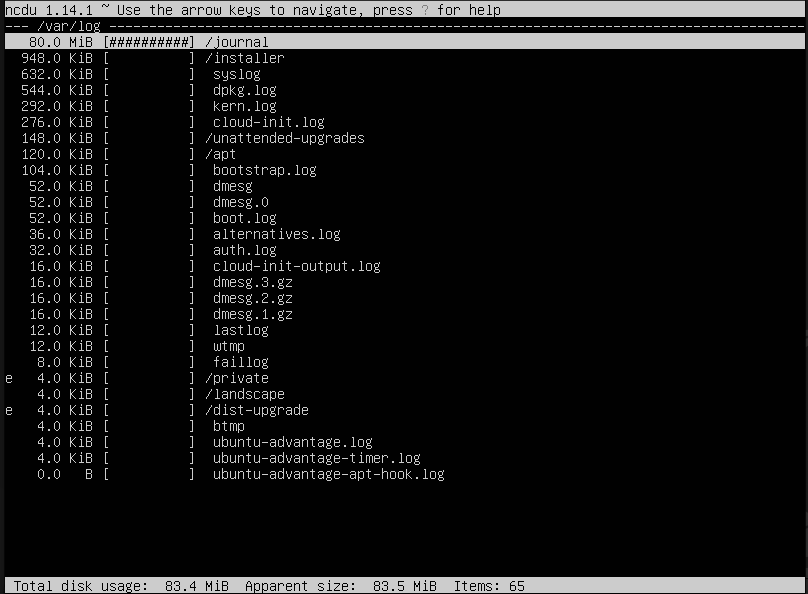 ncdu 1.14.1 ~ Use the arrow keys to navigate, press ? for help
--- /var/log ---------------------------------------------------------------------------------------
   80.0 MiB [##########] /journal
  948.0 KiB [          ] /installer
  632.0 KiB [          ]  syslog
  544.0 KiB [          ]  dpkg.log
  292.0 KiB [          ]  kern.log
  276.0 KiB [          ]  cloud-init.log
  148.0 KiB [          ] /unattended-upgrades
  120.0 KiB [          ] /apt
  104.0 KiB [          ]  bootstrap.log
   52.0 KiB [          ]  dmesg
   52.0 KiB [          ]  dmesg.0
   52.0 KiB [          ]  boot.log
   36.0 KiB [          ]  alternatives.log
   32.0 KiB [          ]  auth.log
   16.0 KiB [          ]  cloud-init-output.log
   16.0 KiB [          ]  dmesg.3.gz
   16.0 KiB [          ]  dmesg.2.gz
   16.0 KiB [          ]  dmesg.1.gz
   12.0 KiB [          ]  lastlog
   12.0 KiB [          ]  wtmp
    8.0 KiB [          ]  faillog
e   4.0 KiB [          ] /private
    4.0 KiB [          ] /landscape
e   4.0 KiB [          ] /dist-upgrade
    4.0 KiB [          ]  btmp
    4.0 KiB [          ]  ubuntu-advantage.log
    4.0 KiB [          ]  ubuntu-advantage-timer.log
    0.0   B [          ]  ubuntu-advantage-apt-hook.log
Total disk usage:  83.4 MiB  Apparent size:  83.5 MiB  Items: 65